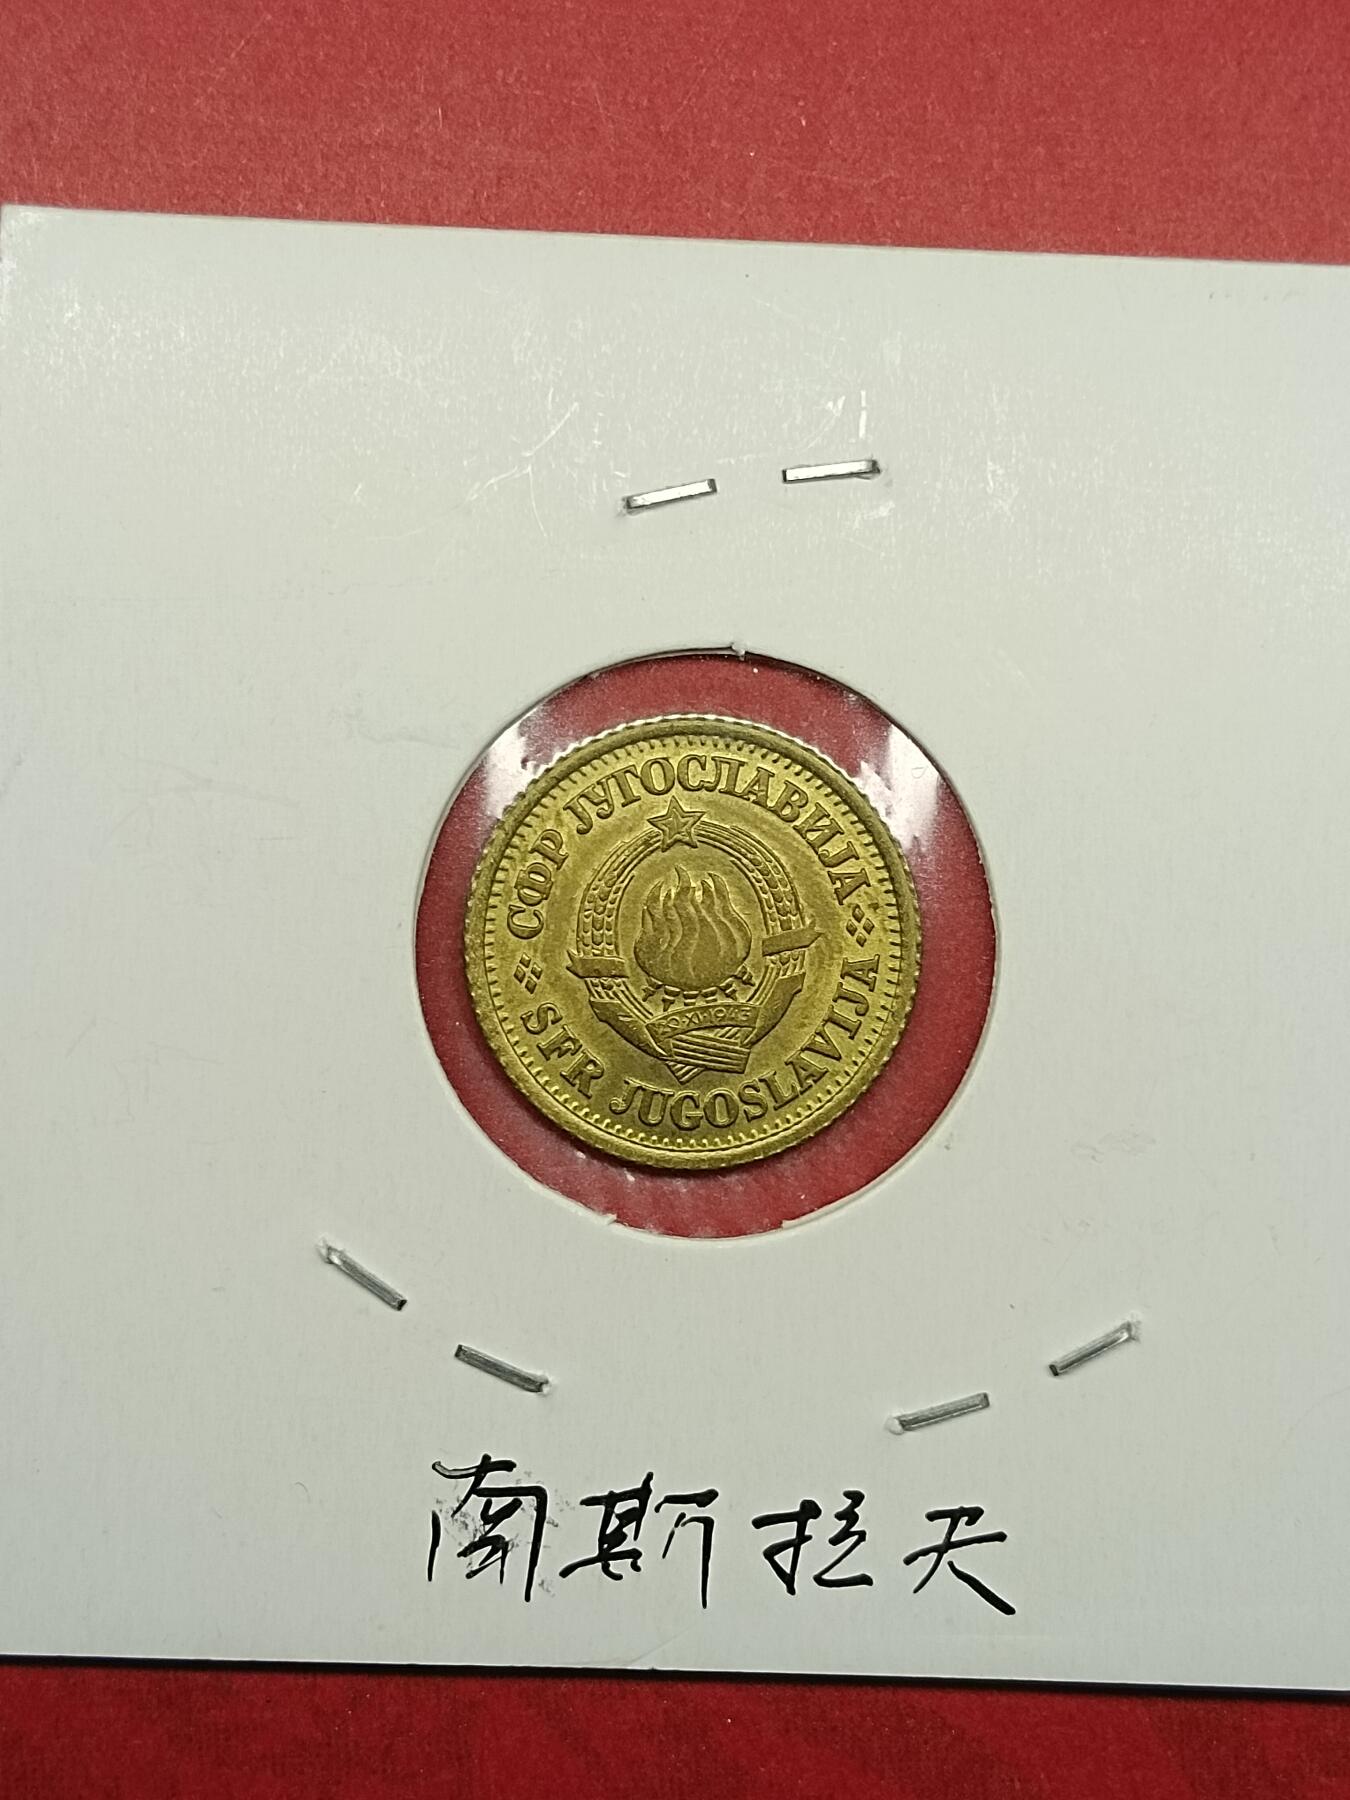 СФР ЈУГОСЛАВИЈА
29·XI·1943
SFR JUGOSLAVIJA
南斯拉夫